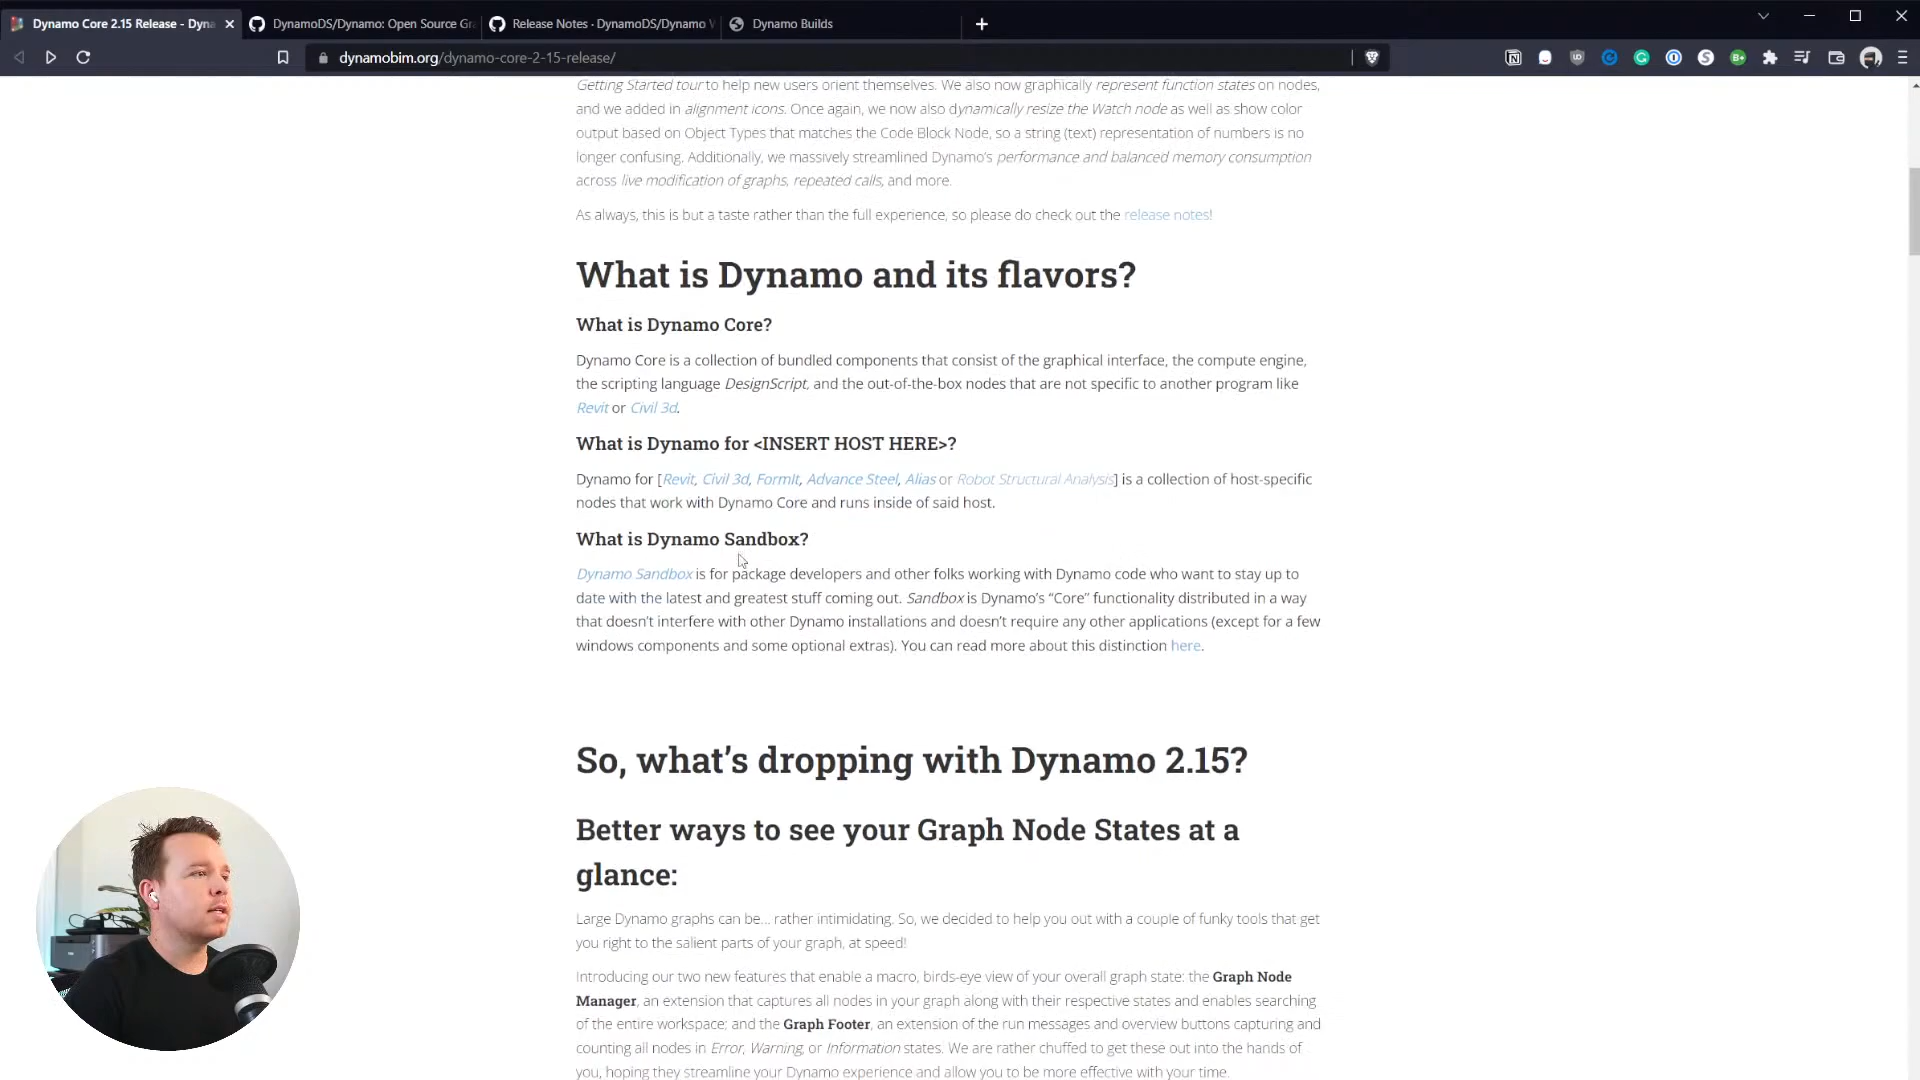 Dynamo Core 2.15 Release - Dyna
DynamoDS/Dynamo: Open Source Gra
Release Notes · DynamoDS/Dynamo W
Dynamo Builds
dynamobim.org/dynamo-core-2-15-release/
Getting Started tour to help new users orient themselves. We also now graphically represent function states on nodes,
and we added in alignment icons. Once again, we now also dynamically resize the Watch node as well as show color
output based on Object Types that matches the Code Block Node, so a string (text) representation of numbers is no
longer confusing. Additionally, we massively streamlined Dynamo’s performance and balanced memory consumption
across live modification of graphs, repeated calls, and more.
As always, this is but a taste rather than the full experience, so please do check out the release notes!
What is Dynamo and its flavors?
What is Dynamo Core?
Dynamo Core is a collection of bundled components that consist of the graphical interface, the compute engine,
the scripting language DesignScript, and the out-of-the-box nodes that are not specific to another program like
Revit or Civil 3d.
What is Dynamo for <INSERT HOST HERE>?
Dynamo for [Revit, Civil 3d, FormIt, Advance Steel, Alias or Robot Structural Analysis] is a collection of host-specific
nodes that work with Dynamo Core and runs inside of said host.
What is Dynamo Sandbox?
Dynamo Sandbox is for package developers and other folks working with Dynamo code who want to stay up to
date with the latest and greatest stuff coming out. Sandbox is Dynamo’s “Core” functionality distributed in a way
that doesn’t interfere with other Dynamo installations and doesn’t require any other applications (except for a few
windows components and some optional extras). You can read more about this distinction here.
So, what’s dropping with Dynamo 2.15?
Better ways to see your Graph Node States at a
glance:
Large Dynamo graphs can be… rather intimidating. So, we decided to help you out with a couple of funky tools that get
you right to the salient parts of your graph, at speed!
Introducing our two new features that enable a macro, birds-eye view of your overall graph state: the Graph Node
Manager, an extension that captures all nodes in your graph along with their respective states and enables searching
of the entire workspace; and the Graph Footer, an extension of the run messages and overview buttons capturing and
counting all nodes in Error, Warning, or Information states. We are rather chuffed to get these out into the hands of
you, hoping they streamline your Dynamo experience and allow you to be more effective with your time.